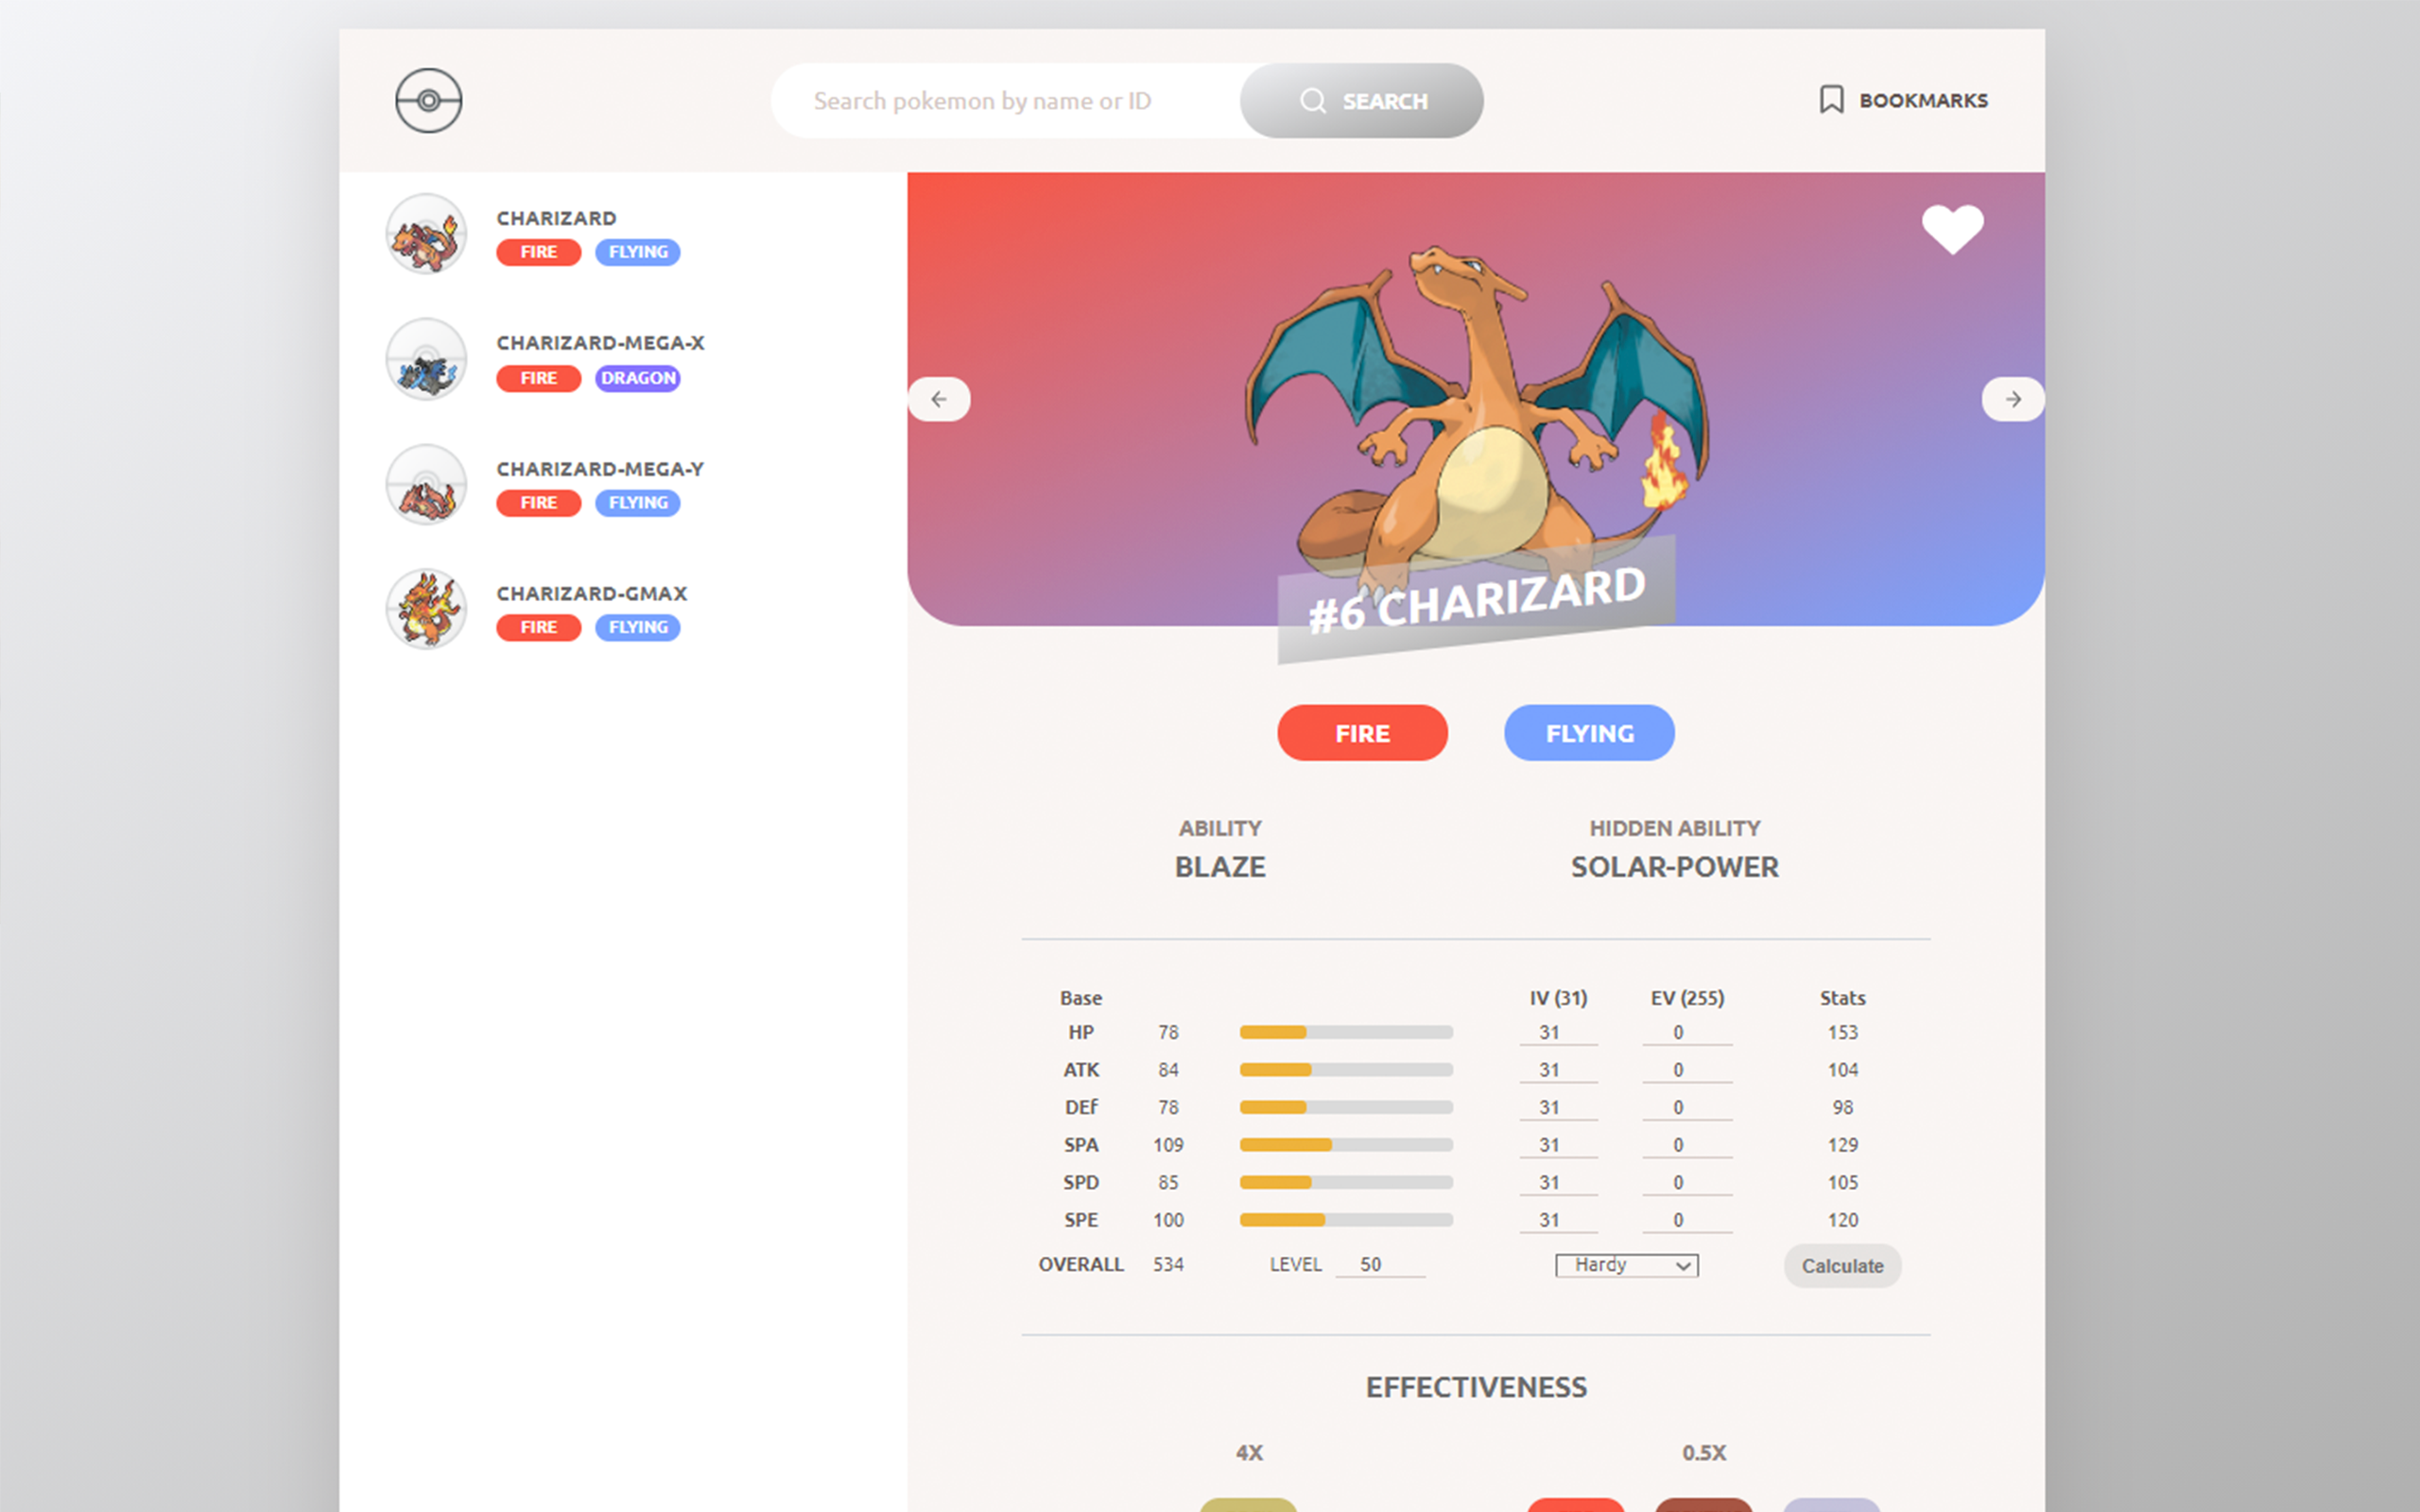 Search pokemon by name or ID
SEARCH
BOOKMARKS
CHARIZARD
FIRE FLYING
CHARIZARD-MEGA-X
FIRE DRAGON
CHARIZARD-MEGA-Y
FIRE FLYING
CHARIZARD-GMAX
FIRE FLYING
#6 CHARIZARD
FIRE FLYING
ABILITY HIDDEN ABILITY
BLAZE SOLAR-POWER
Base IV (31) EV (255) Stats
HP 78 31 0 153
ATK 84 31 0 104
DEf 78 31 0 98
SPA 109 31 0 129
SPD 85 31 0 105
SPE 100 31 0 120
OVERALL 534 LEVEL 50 Hardy Calculate
EFFECTIVENESS
4X 0.5X